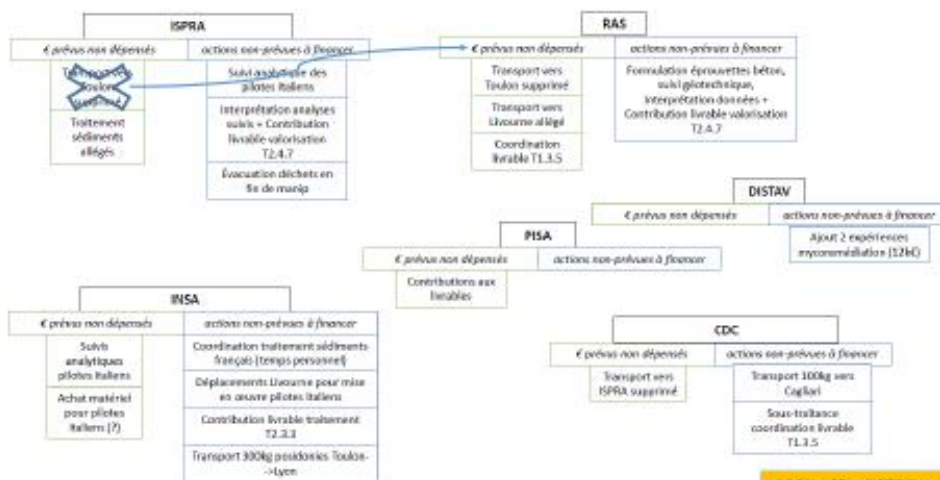 ISPRA
€ prévus non dépensés
actions non-prévues à financer
Transport vers
Toulon
supprimé
Traitement
sédiments
allégés
Suivi analytique des
pilotes italiens
Interprétation analyses
suivis + Contribution
livrable valorisation
T2.4.7
Évacuation déchets en
fin de manip
RAS
€ prévus non dépensés
actions non-prévues à financer
Transport vers
Toulon supprimé
Transport vers
Livourne allégé
Coordination
livrable T1.3.5
Formulation éprouvettes béton,
suivi géotechnique,
interprétation données +
Contribution livrable valorisation
T2.4.7
DISTAV
€ prévus non dépensés
actions non-prévues à financer
Ajout 2 expériences
mycoremédiation (12k€)
PISA
€ prévus non dépensés
actions non-prévues à financer
Contributions aux
livrables
INSA
€ prévus non dépensés
actions non-prévues à financer
Suivis
analytiques
pilotes italiens
Achat matériel
pour pilotes
italiens (?)
Coordination traitement sédiments
français (temps personnel)
Déplacements Livourne pour mise
en œuvre pilotes italiens
Contribution livrable traitement
T2.3.3
Transport 300kg posidonies Toulon-
->Lyon
CDC
€ prévus non dépensés
actions non-prévues à financer
Transport vers
ISPRA supprimé
Transport 100kg vers
Cagliari
Sous-traitance
coordination livrable
T1.3.5